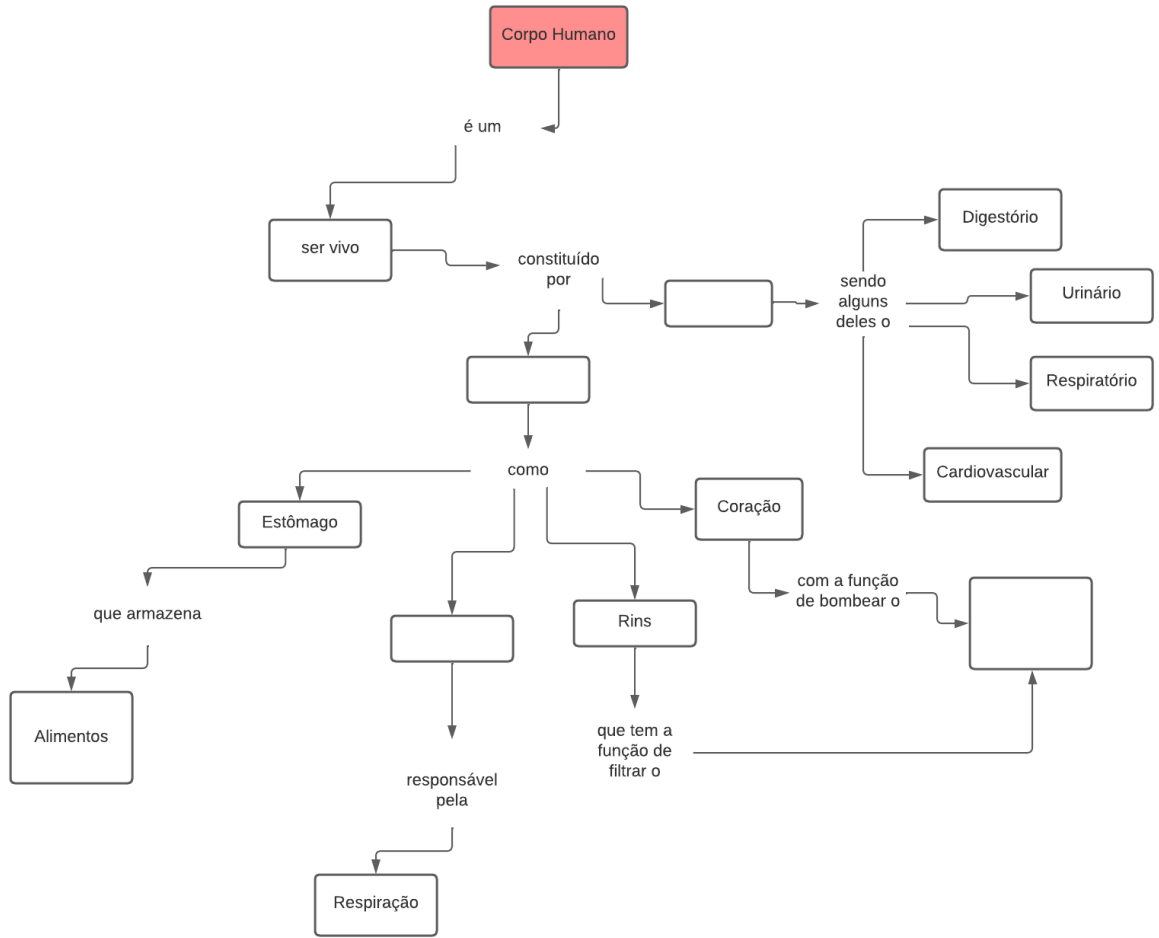 Corpo Humano
é um
ser vivo
constituído
por
sendo
alguns
deles o
Digestório
Urinário
Respiratório
Cardiovascular
como
Estômago
Coração
que armazena
Rins
com a função
de bombear o
Alimentos
que tem a
função de
filtrar o
responsável
pela
Respiração